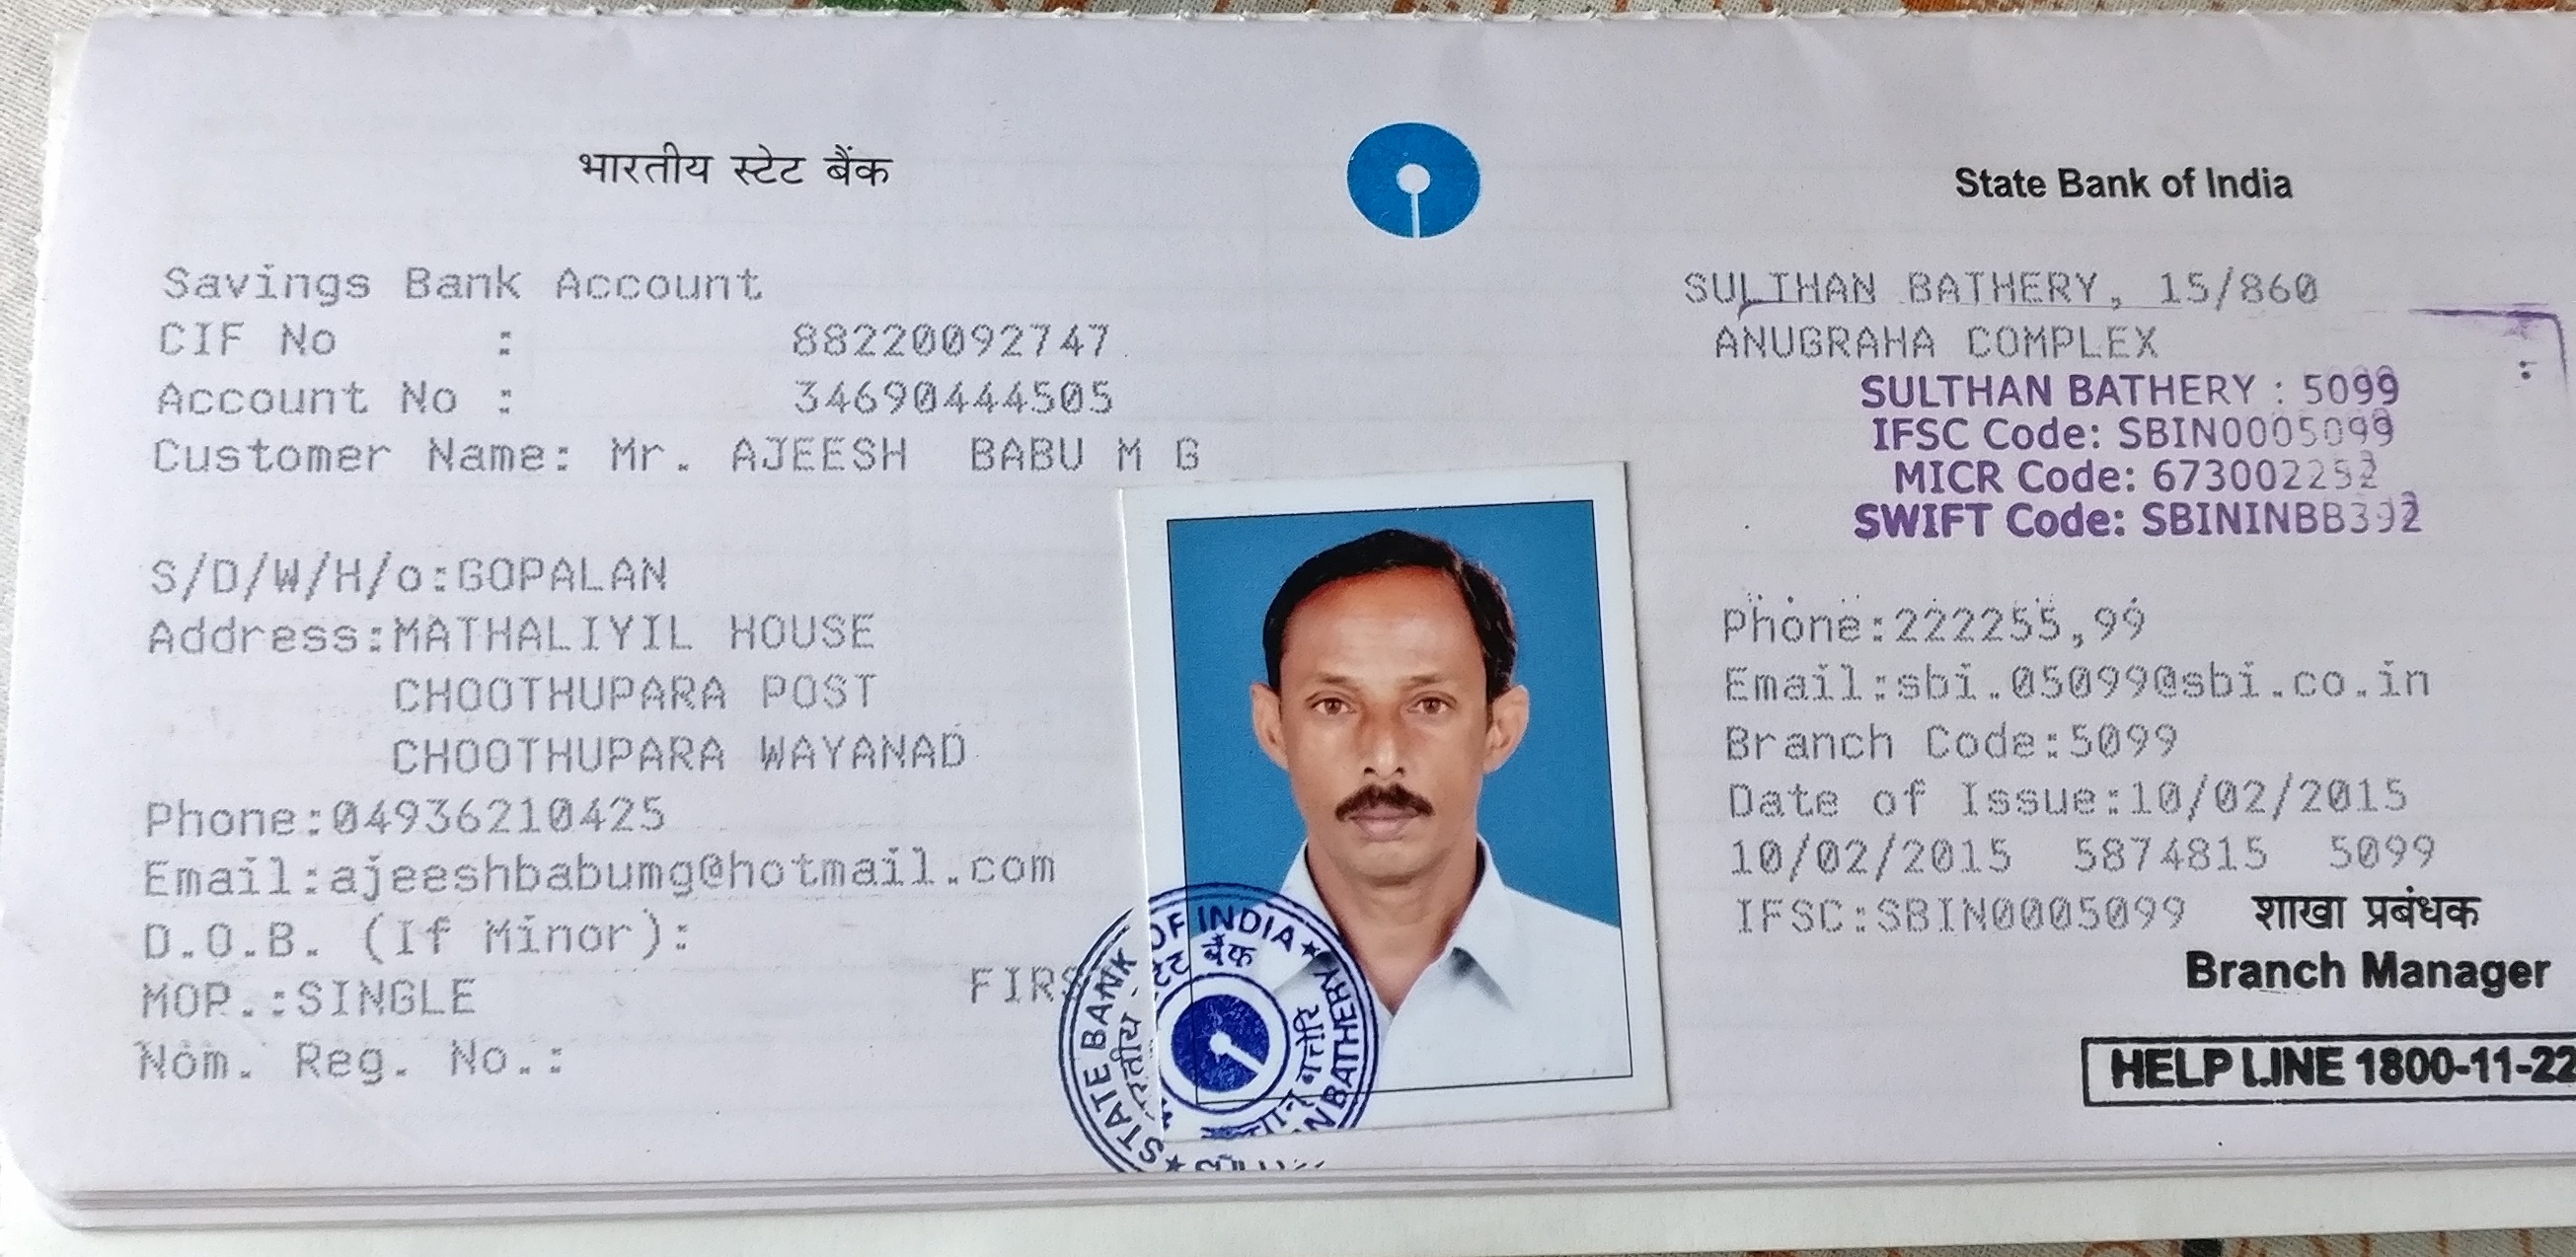 भारतीय स्टेट बैंक
State Bank of India
Savings Bank Account
CIF No : 88220092747
Account No : 34690444505
Customer Name: Mr. AJEESH BABU M G
S/D/W/H/o:GOPALAN
Address:MATHALIYIL HOUSE
CHOOTHUPARA POST
CHOOTHUPARA WAYANAD
Phone:04936210425
Email:ajeeshbabumg@hotmail.com
D.O.B. (If Minor):
MOP.:SINGLE
Nom. Reg. No.:
STATE BANK OF INDIA
BATHERY
बैंक
SULTHAN BATHERY, 15/860
ANUGRAHA COMPLEX
SULTHAN BATHERY : 5099
IFSC Code: SBIN0005099
MICR Code: 673002252
SWIFT Code: SBININBB392
Phone:222255,99
Email:sbi.05099@sbi.co.in
Branch Code:5099
Date of Issue:10/02/2015
10/02/2015 5874815 5099
IFSC:SBIN0005099
शाखा प्रबंधक
Branch Manager
HELP LINE 1800-11-22